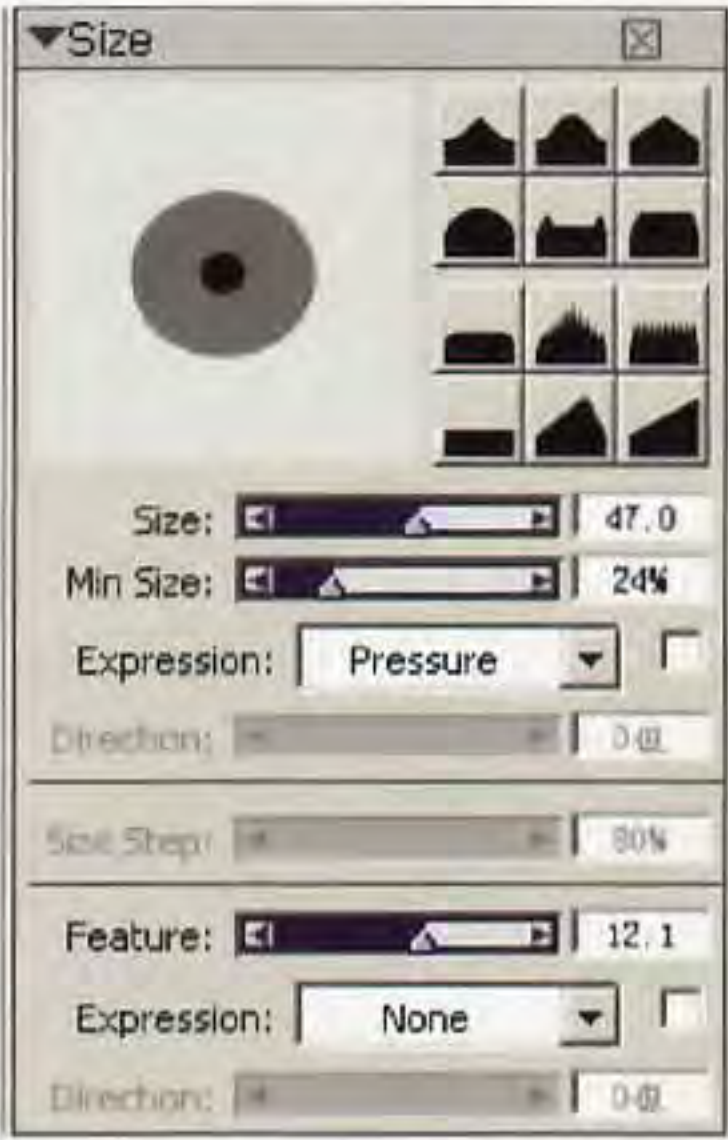 Size
Size: 47.0
Min Size: 24%
Expression: Pressure
Direction:
Size Step: 80%
Feature: 12.1
Expression: None
Direction: